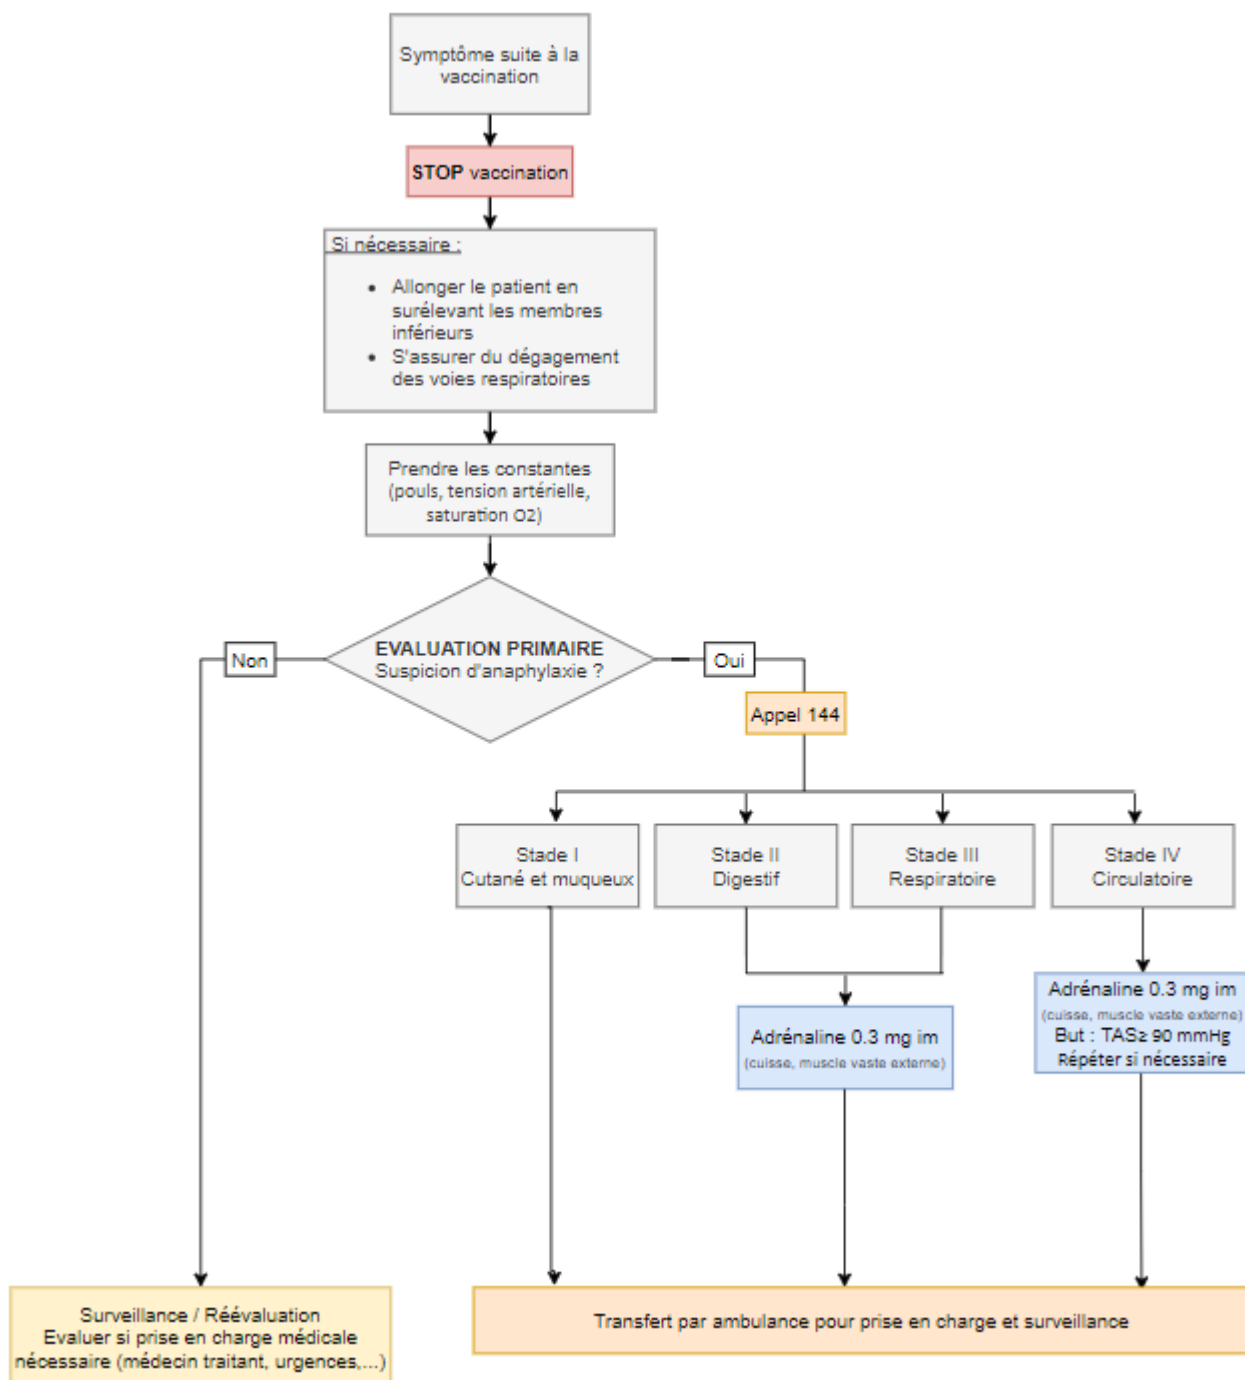 Symptôme suite à la
vaccination
STOP vaccination
Si nécessaire :
• Allonger le patient en
surélevant les membres
inférieurs
• S'assurer du dégagement
des voies respiratoires
Prendre les constantes
(pouls, tension artérielle,
saturation O2)
EVALUATION PRIMAIRE
Suspicion d'anaphylaxie ?
Non
Oui
Appel 144
Stade I
Cutané et muqueux
Stade II
Digestif
Stade III
Respiratoire
Stade IV
Circulatoire
Adrénaline 0.3 mg im
(cuisse, muscle vaste externe)
Adrénaline 0.3 mg im
(cuisse, muscle vaste externe)
But : TAS≥ 90 mmHg
Répéter si nécessaire
Surveillance / Réévaluation
Evaluer si prise en charge médicale
nécessaire (médecin traitant, urgences,...)
Transfert par ambulance pour prise en charge et surveillance